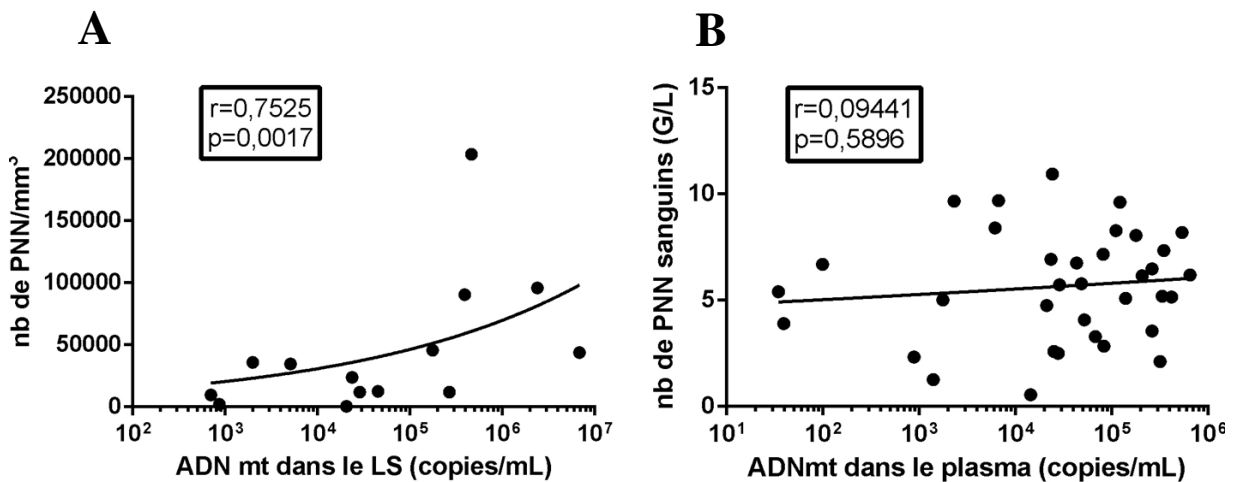 A
nb de PNN/mm³
250000
200000
150000
100000
50000
0
r=0,7525
p=0,0017
10² 10³ 10⁴ 10⁵ 10⁶ 10⁷
ADN mt dans le LS (copies/mL)
B
nb de PNN sanguins (G/L)
15
10
5
0
r=0,09441
p=0,5896
10¹ 10² 10³ 10⁴ 10⁵ 10⁶
ADNmt dans le plasma (copies/mL)